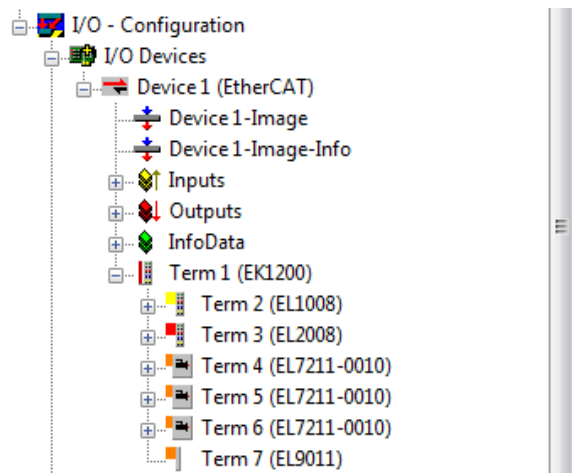 I/O - Configuration
I/O Devices
Device 1 (EtherCAT)
Device 1-Image
Device 1-Image-Info
Inputs
Outputs
InfoData
Term 1 (EK1200)
Term 2 (EL1008)
Term 3 (EL2008)
Term 4 (EL7211-0010)
Term 5 (EL7211-0010)
Term 6 (EL7211-0010)
Term 7 (EL9011)